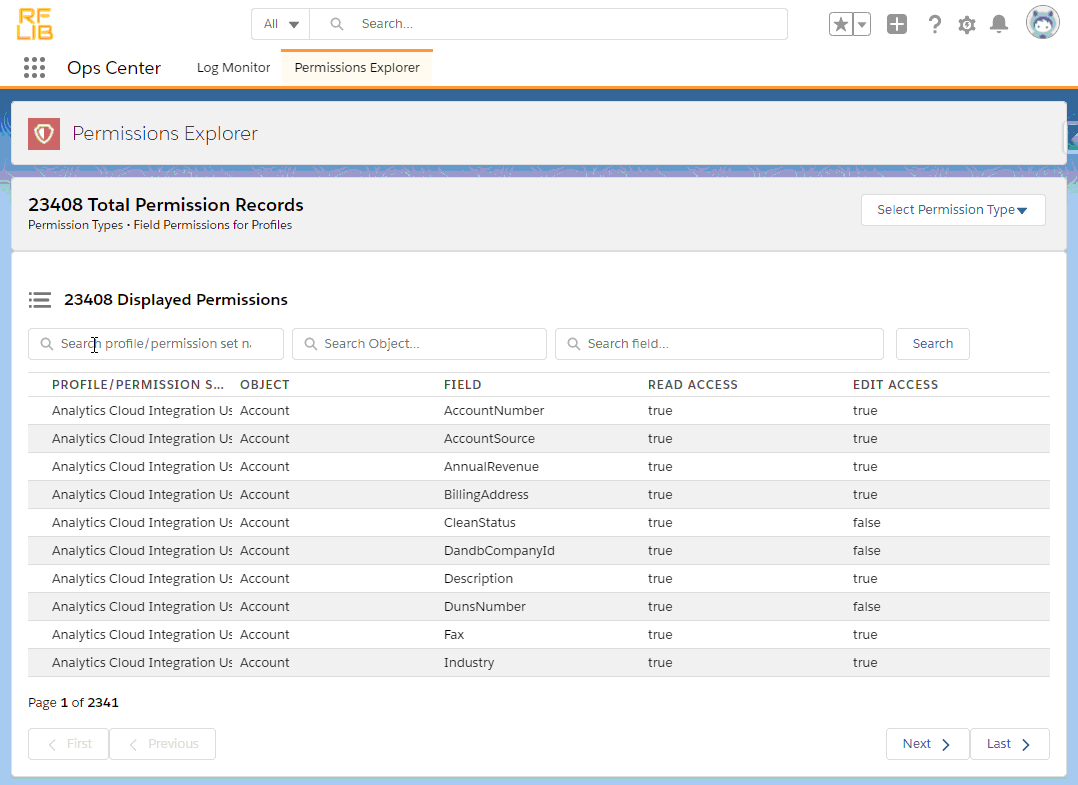 RF
LIB
All
Search...
Ops Center
Log Monitor
Permissions Explorer
Permissions Explorer
23408 Total Permission Records
Permission Types • Field Permissions for Profiles
Select Permission Type
23408 Displayed Permissions
Search profile/permission set n
Search Object...
Search field...
Search
PROFILE/PERMISSION S... OBJECT FIELD READ ACCESS EDIT ACCESS
Analytics Cloud Integration Us Account AccountNumber true true
Analytics Cloud Integration Us Account AccountSource true true
Analytics Cloud Integration Us Account AnnualRevenue true true
Analytics Cloud Integration Us Account BillingAddress true true
Analytics Cloud Integration Us Account CleanStatus true false
Analytics Cloud Integration Us Account DandbCompanyId true false
Analytics Cloud Integration Us Account Description true true
Analytics Cloud Integration Us Account DunsNumber true false
Analytics Cloud Integration Us Account Fax true true
Analytics Cloud Integration Us Account Industry true true
Page 1 of 2341
First
Previous
Next
Last